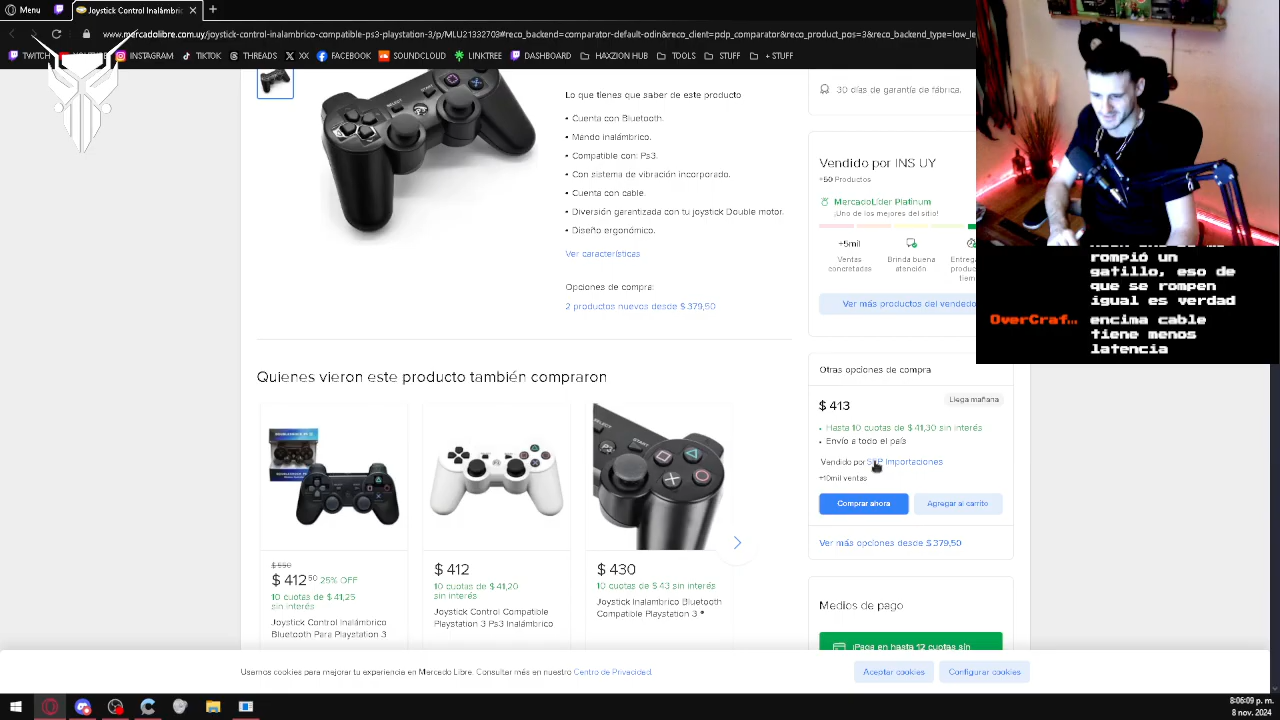 Menu
Joystick Control Inalámbric
www.mercadolibre.com.uy/joystick-control-inalambrico-compatible-ps3-playstation-3/p/MLU21332703#reco_backend=comparator-default-odin&reco_client=pdp_comparator&reco_product_pos=3&reco_backend_type=low_le
TWITCH
INSTAGRAM
TIKTOK
THREADS
XX
FACEBOOK
SOUNDCLOUD
LINKTREE
DASHBOARD
HAXZION HUB
TOOLS
STUFF
+ STUFF
Lo que tienes que saber de este producto
• Cuenta con Bluetooth.
• Mando inalámbrico.
• Compatible con: Ps3.
• Con sistema de vibración incorporado.
• Cuenta con cable.
• Diversión garantizada con tu joystick Double motor.
• Diseño ergonómico.
Ver características
Opciones de compra:
2 productos nuevos desde $ 379,50
30 días de garantía de fábrica.
Vendido por INS UY
+50 Productos
MercadoLíder Platinum
¡Uno de los mejores del sitio!
+5mil
Ventas
concretadas
Brinda buena
atención
Entrega
produc
tiem
Ver más productos del vendedo
rompió un
gatillo, eso de
que se rompen
igual es verdad
OverCraf… encima cable
tiene menos
latencia
Otras opciones de compra
$ 413
Llega mañana
• Hasta 10 cuotas de $ 41,30 sin interés
• Envío a todo el país
Vendido por Importaciones
+10mil ventas
Comprar ahora
Agregar al carrito
Ver más opciones desde $ 379,50
Medios de pago
¡Paga en hasta 12 cuotas sin
Quienes vieron este producto también compraron
$ 550
$ 412 50 25% OFF
10 cuotas de $ 41,25
sin interés
Joystick Control Inalámbrico
Bluetooth Para Playstation 3
$ 412
10 cuotas de $ 41,20
sin interés
Joystick Control Compatible
Playstation 3 Ps3 Inalámbrico
SELECT
START
$ 430
10 cuotas de $ 43 sin interés
Joystick Inalambrico Bluetooth
Compatible Playstation 3 ®
Usamos cookies para mejorar tu experiencia en Mercado Libre. Consultar más en nuestro Centro de Privacidad.
Aceptar cookies
Configurar cookies
8:06:09 p. m.
8 nov. 2024